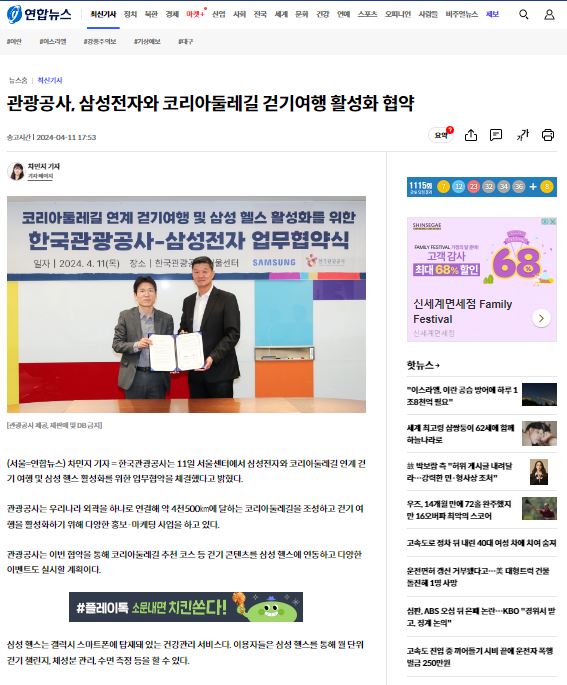 연합뉴스
최신기사 정치 북한 경제 마켓+ 산업 사회 전국 세계 문화 건강 연예 스포츠 오피니언 사람들 비주얼뉴스 제보
#이란 #이스라엘 #강풍주의보 #기상예보 #대구
뉴스홈 | 최신기사
관광공사, 삼성전자와 코리아둘레길 걷기여행 활성화 협약
송고시간 | 2024-04-11 17:53
요약
차민지 기자
기자 페이지
코리아둘레길 연계 걷기여행 및 삼성 헬스 활성화를 위한
한국관광공사-삼성전자 업무협약식
일자 | 2024. 4. 11(목) 장소 | 한국관광공
울센터
SAMSUNG 한국관광공사
[관광공사 제공, 재판매 및 DB 금지]
(서울=연합뉴스) 차민지 기자 = 한국관광공사는 11일 서울센터에서 삼성전자와 코리아둘레길 연계 걷
기 여행 및 삼성 헬스 활성화를 위한 업무협약을 체결했다고 밝혔다.
관광공사는 우리나라 외곽을 하나로 연결해 약 4천500㎞에 달하는 코리아둘레길을 조성하고 걷기 여
행을 활성화하기 위해 다양한 홍보·마케팅 사업을 하고 있다.
관광공사는 이번 협약을 통해 코리아둘레길 추천 코스 등 걷기 콘텐츠를 삼성 헬스에 연동하고 다양한
이벤트도 실시할 계획이다.
#플레이톡 소문내면 치킨쏜다!
삼성 헬스는 갤럭시 스마트폰에 탑재돼 있는 건강관리 서비스다. 이용자들은 삼성 헬스를 통해 월 단위
걷기 챌린지, 체성분 관리, 수면 측정 등을 할 수 있다.
1115회
7 12 23 32 34 36 + 8
SHINSEGAE
FAMILY FESTIVAL 가정의 달 준비
고객 감사
최대 68% 할인
68%
신세계면세점 Family
Festival
신세계면세점
핫뉴스
"이스라엘, 이란 공습 방어에 하루 1
조8천억 필요"
세계 최고령 샴쌍둥이 62세에 함께
하늘나라로
故 박보람 측 "허위 게시글 내려달
라…강력한 민·형사상 조처"
우즈, 14개월 만에 72홀 완주했지
만 16오버파 최악의 스코어
고속도로 정차 뒤 내린 40대 여성 차에 치여 숨져
운전면허 갱신 거부됐다고…美 대형트럭 건물
돌진해 1명 사망
심판, ABS 오심 뒤 은폐 논란…KBO "경위서 받
고, 징계 논의"
고속도 진입 중 끼어들기 시비 끝에 운전자 폭행
벌금 250만원